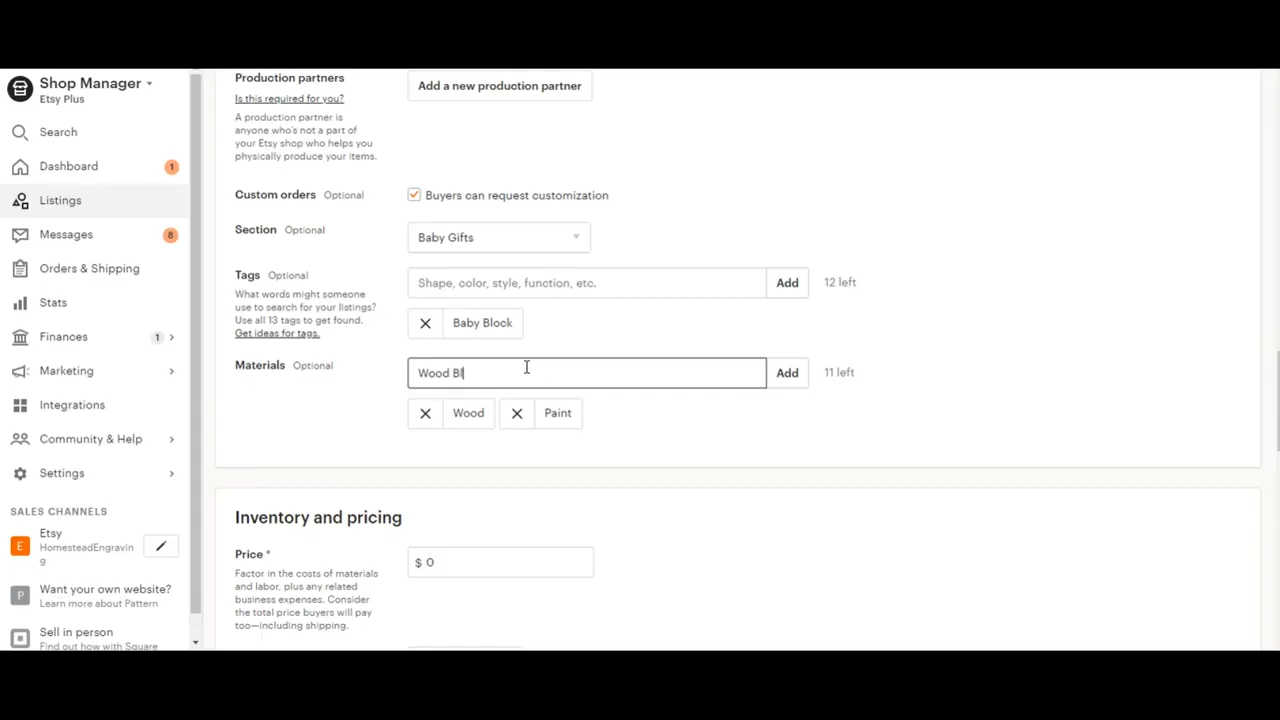 Shop Manager
Etsy Plus
Search
Dashboard 1
Listings
Messages 8
Orders & Shipping
Stats
Finances 1
Marketing
Integrations
Community & Help
Settings
SALES CHANNELS
E
Etsy
HomesteadEngravin
g
P
Want your own website?
Learn more about Pattern
Sell in person
Find out how with Square
Production partners
Is this required for you?
A production partner is
anyone who's not a part of
your Etsy shop who helps you
physically produce your items.
Add a new production partner
Custom orders Optional
Buyers can request customization
Section Optional
Baby Gifts
Tags Optional
What words might someone
use to search for your listings?
Use all 13 tags to get found.
Get ideas for tags.
Shape, color, style, function, etc. Add 12 left
Baby Block
Materials Optional
Wood Bl Add 11 left
Wood Paint
Inventory and pricing
Price *
Factor in the costs of materials
and labor, plus any related
business expenses. Consider
the total price buyers will pay
too—including shipping.
$ 0